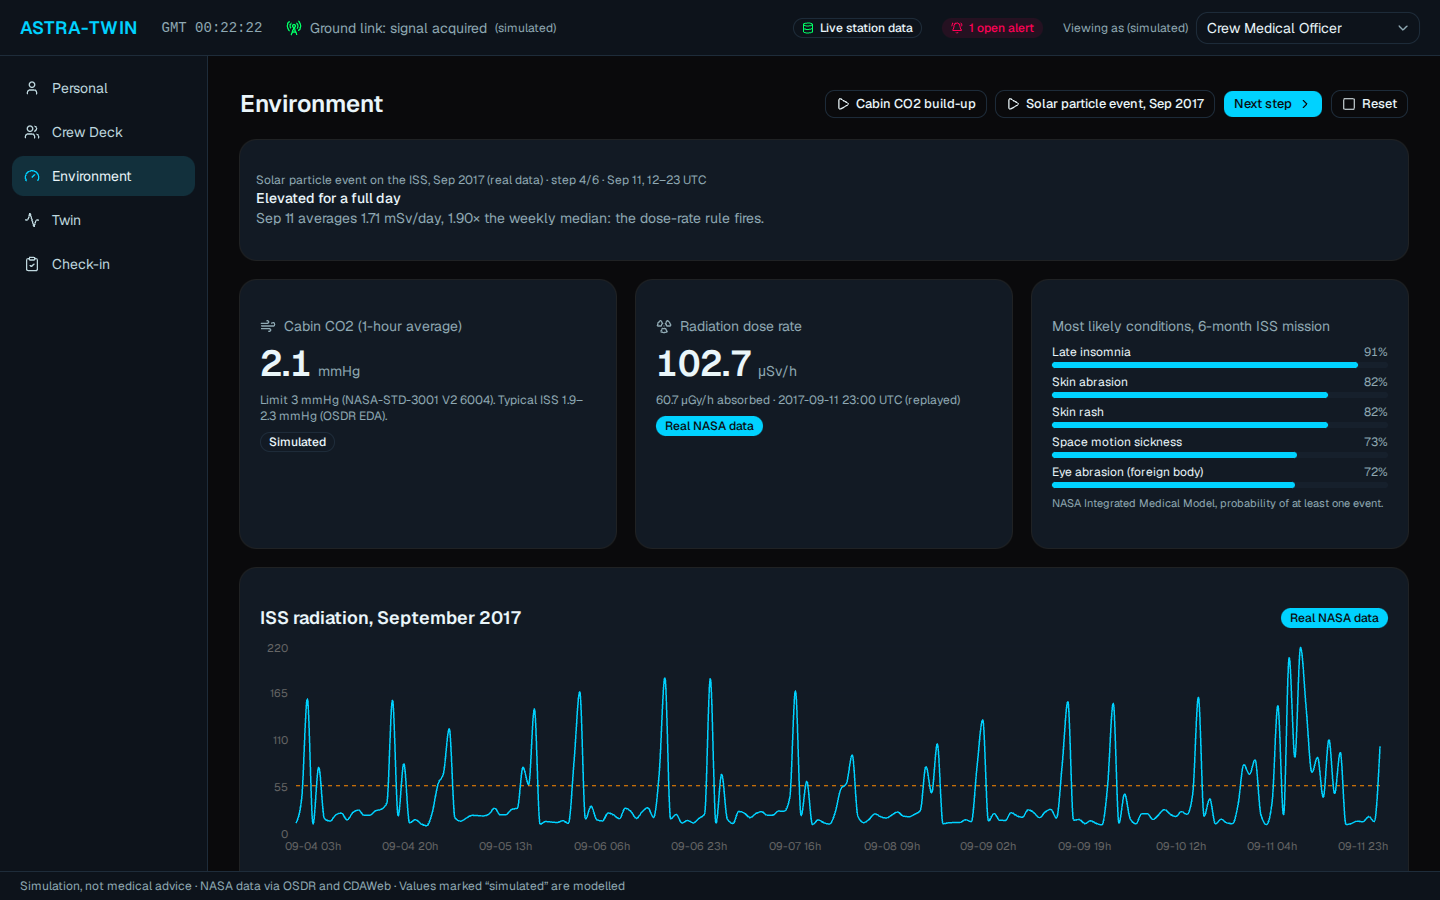 ASTRA-TWIN
GMT 00:22:22
Ground link: signal acquired (simulated)
Live station data
1 open alert
Viewing as (simulated)
Crew Medical Officer
Personal
Crew Deck
Environment
Twin
Check-in
Environment
Cabin CO2 build-up
Solar particle event, Sep 2017
Next step
Reset
Solar particle event on the ISS, Sep 2017 (real data) · step 4/6 · Sep 11, 12–23 UTC
Elevated for a full day
Sep 11 averages 1.71 mSv/day, 1.90× the weekly median: the dose-rate rule fires.
Cabin CO2 (1-hour average)
2.1 mmHg
Limit 3 mmHg (NASA-STD-3001 V2 6004). Typical ISS 1.9–
2.3 mmHg (OSDR EDA).
Simulated
Radiation dose rate
102.7 µSv/h
60.7 µGy/h absorbed · 2017-09-11 23:00 UTC (replayed)
Real NASA data
Most likely conditions, 6-month ISS mission
Late insomnia 91%
Skin abrasion 82%
Skin rash 82%
Space motion sickness 73%
Eye abrasion (foreign body) 72%
NASA Integrated Medical Model, probability of at least one event.
ISS radiation, September 2017
Real NASA data
220
165
110
55
0
09-04 03h 09-04 20h 09-05 13h 09-06 06h 09-06 23h 09-07 16h 09-08 09h 09-09 02h 09-09 19h 09-10 12h 09-11 04h 09-11 23h
Simulation, not medical advice · NASA data via OSDR and CDAWeb · Values marked “simulated” are modelled